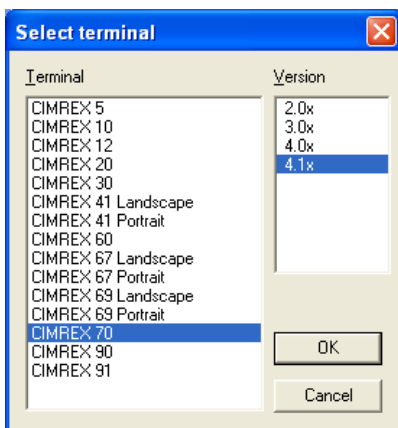 Select terminal
Terminal
CIMREX 5
CIMREX 10
CIMREX 12
CIMREX 20
CIMREX 30
CIMREX 41 Landscape
CIMREX 41 Portrait
CIMREX 60
CIMREX 67 Landscape
CIMREX 67 Portrait
CIMREX 69 Landscape
CIMREX 69 Portrait
CIMREX 70
CIMREX 90
CIMREX 91
Version
2.0x
3.0x
4.0x
4.1x
OK
Cancel